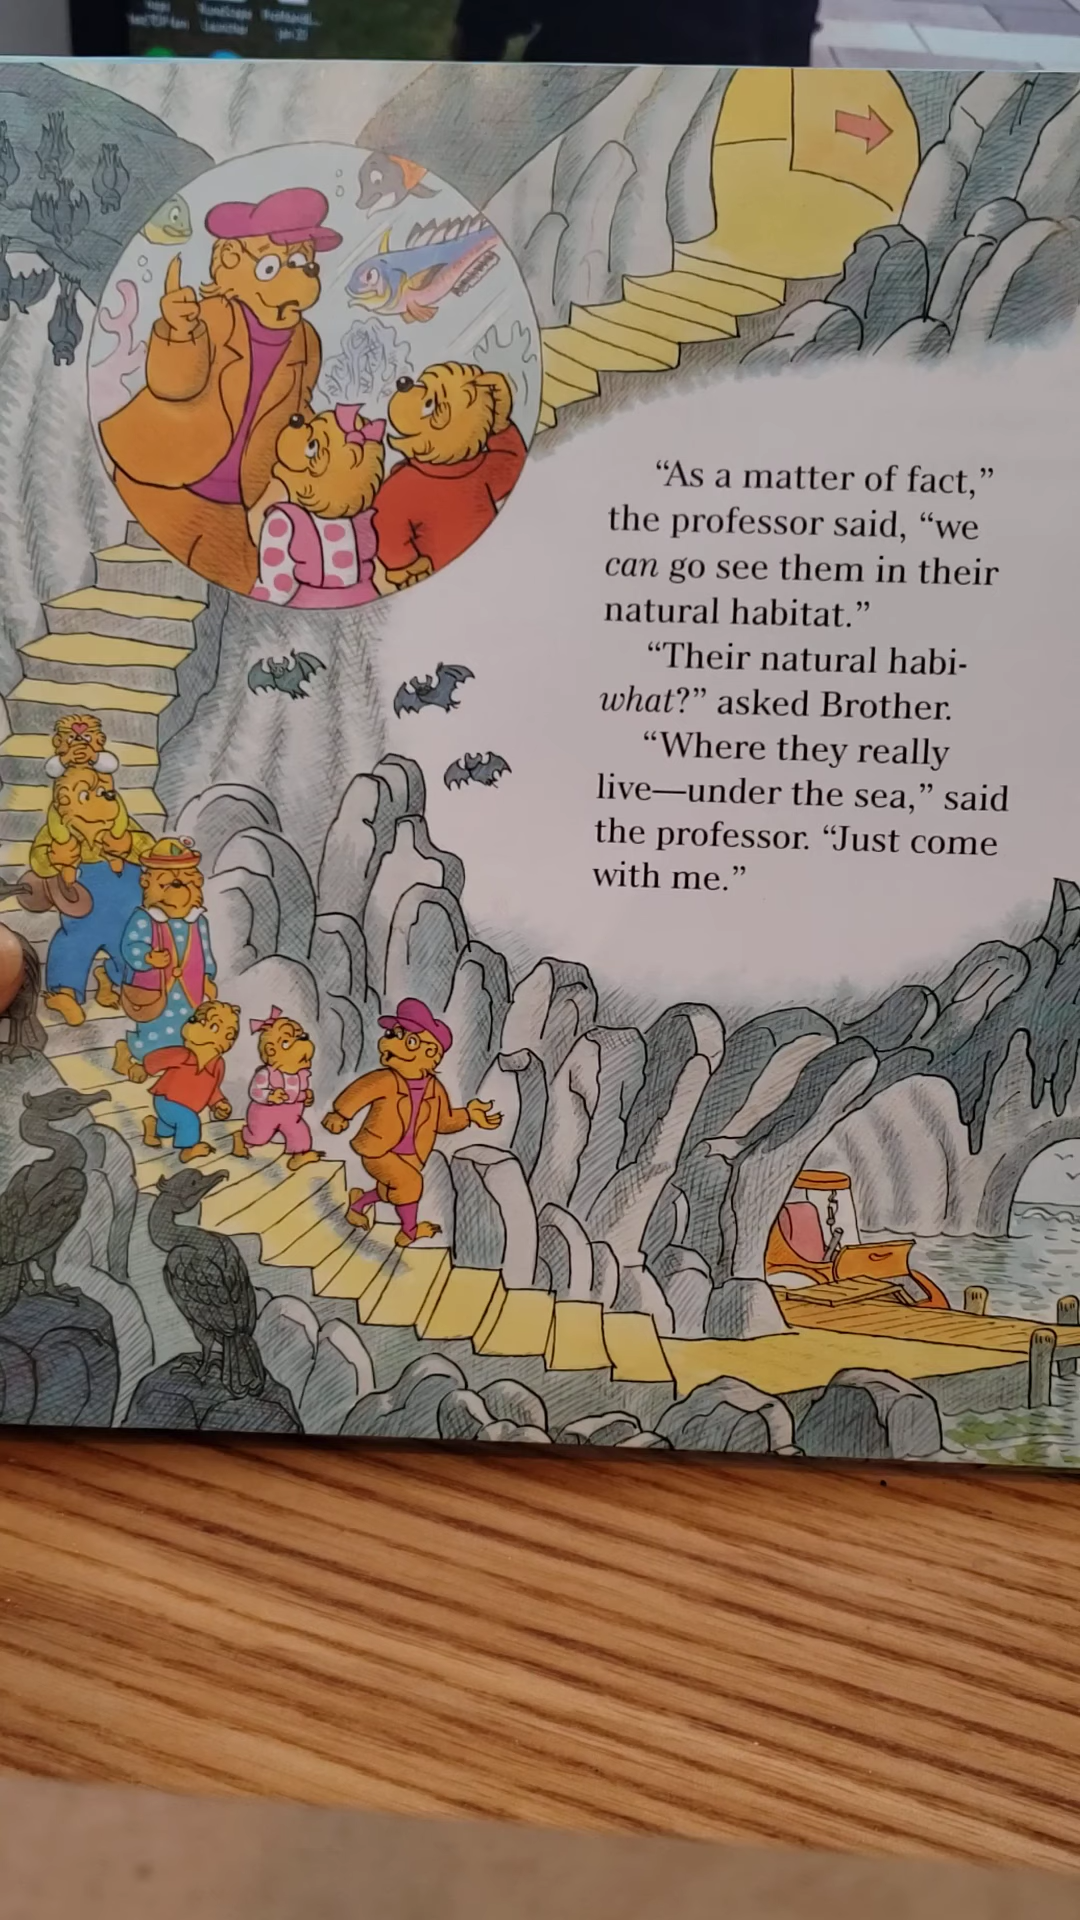 “As a matter of fact,”
the professor said, “we
can go see them in their
natural habitat.”
“Their natural habi-
what?” asked Brother.
“Where they really
live—under the sea,” said
the professor. “Just come
with me.”